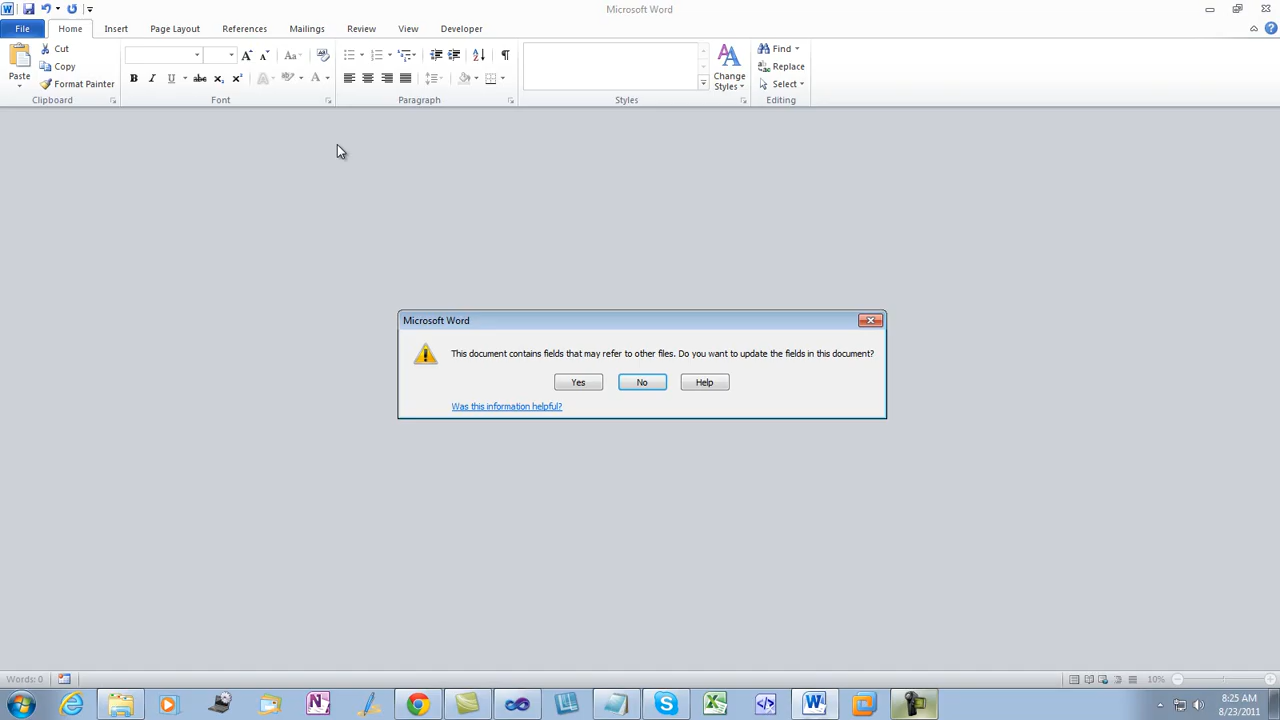 Microsoft Word
File Home Insert Page Layout References Mailings Review View Developer
Paste
Cut
Copy
Format Painter
Clipboard
Font
Paragraph
Styles
Change Styles
Find
Replace
Select
Editing
Microsoft Word
This document contains fields that may refer to other files. Do you want to update the fields in this document?
Yes No Help
Was this information helpful?
Words: 0
10%
8:25 AM
8/23/2011